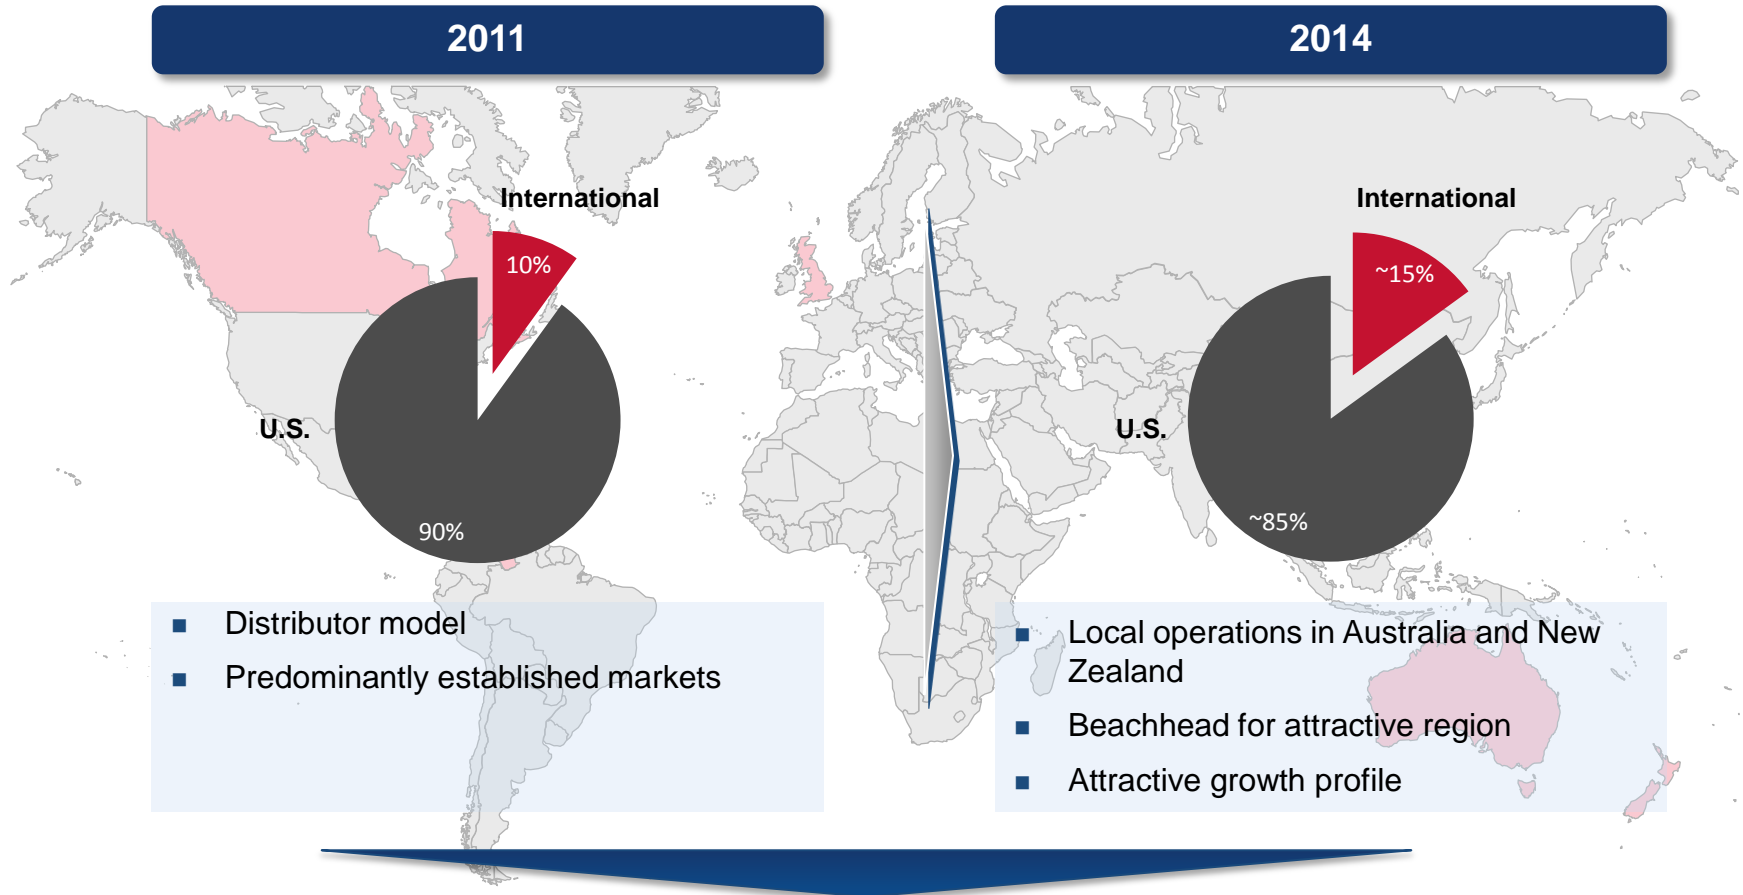 2011
International
10%
U.S.
90%
■ Distributor model
■ Predominantly established markets
2014
International
~15%
U.S.
~85%
■ Local operations in Australia and New
Zealand
■ Beachhead for attractive region
■ Attractive growth profile